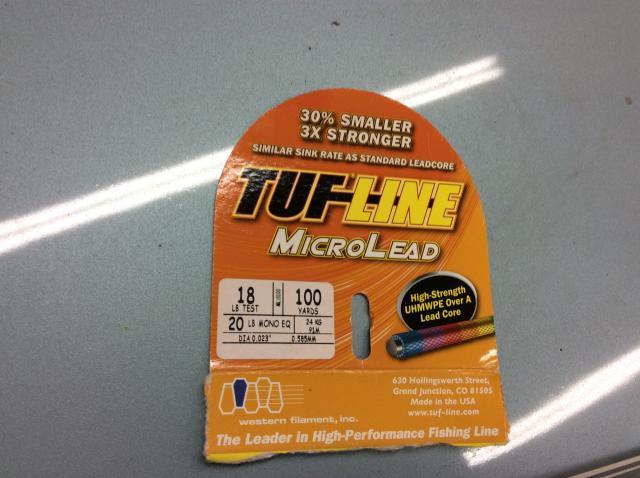 30% SMALLER
3X STRONGER
SIMILAR SINK RATE AS STANDARD LEADCORE
TUF-LINE
MICROLEAD
18
LB TEST
100
YARDS
20 LB MONO EQ
24 KG
91M
DIA 0.023" 0.585MM
High-Strength
UHMWPE Over A
Lead Core
630 Hollingsworth Street,
Grand Junction, CO 81505
Made in the USA
www.tuf-line.com
western filament, inc.
The Leader in High-Performance Fishing Line